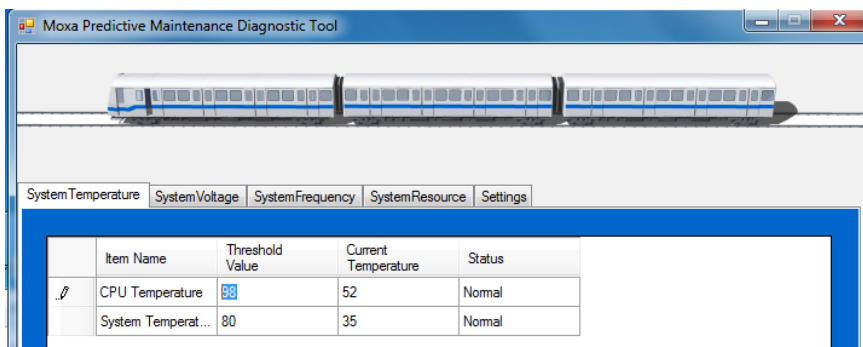 Moxa Predictive Maintenance Diagnostic Tool
SystemTemperature SystemVoltage SystemFrequency SystemResource Settings
Item Name Threshold Value Current Temperature Status
CPU Temperature 98 52 Normal
System Temperat... 80 35 Normal